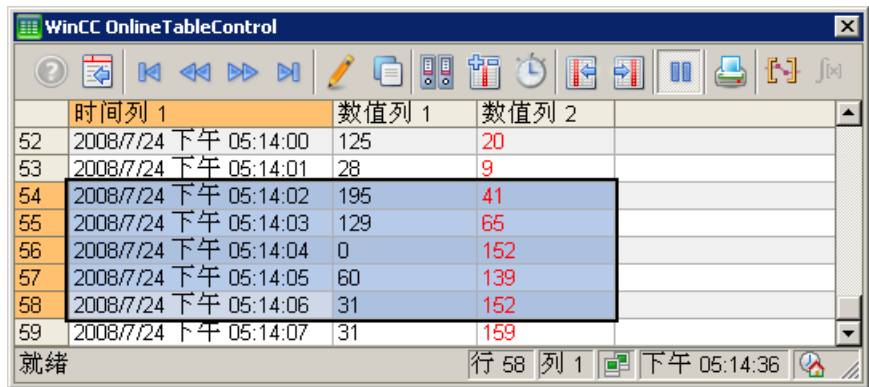 WinCC OnlineTableControl
时间列 1 数值列 1 数值列 2
52 2008/7/24 下午 05:14:00 125 20
53 2008/7/24 下午 05:14:01 28 9
54 2008/7/24 下午 05:14:02 195 41
55 2008/7/24 下午 05:14:03 129 65
56 2008/7/24 下午 05:14:04 0 152
57 2008/7/24 下午 05:14:05 60 139
58 2008/7/24 下午 05:14:06 31 152
59 2008/7/24 下午 05:14:07 31 159
就绪 行 58 列 1 下午 05:14:36